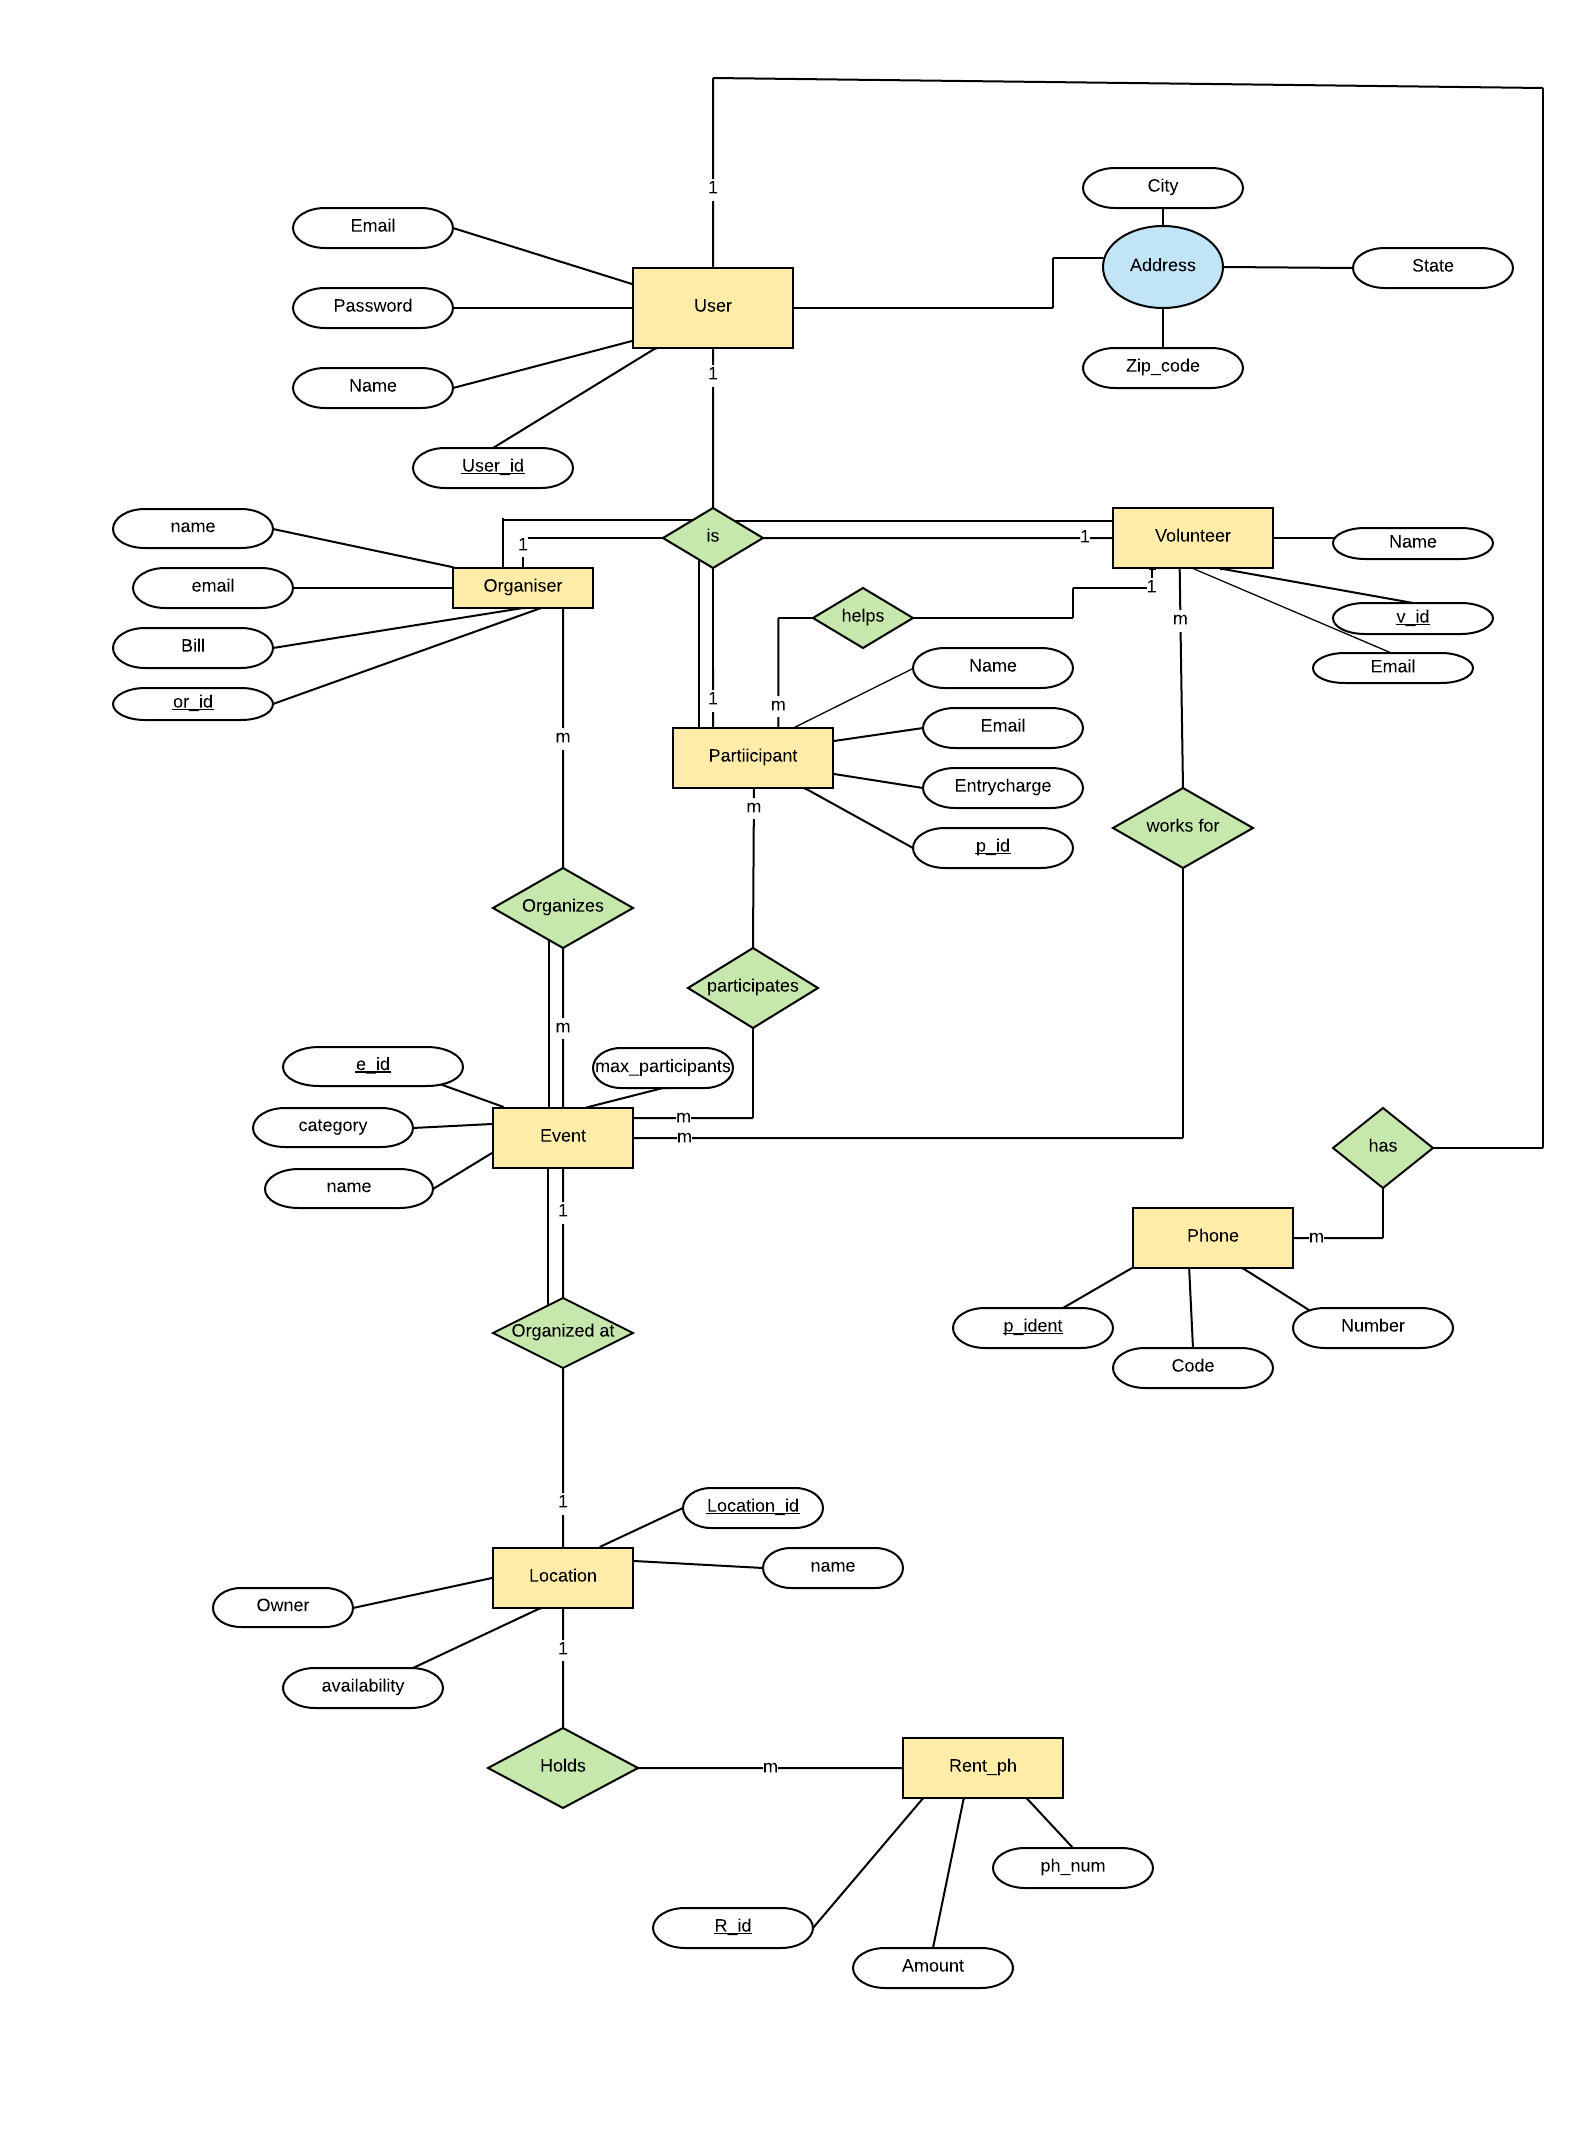 1
City
Email
Address
State
User
Password
Zip_code
1
Name
User_id
name
is
1
Volunteer
Name
1
Organiser
email
1
helps
m
v_id
Bill
Name
Email
or_id
1
m
Email
m
Partiicipant
Entrycharge
m
works for
p_id
Organizes
participates
m
e_id
max_participants
m
category
Event
m
has
name
1
Phone
m
Organized at
p_ident
Number
Code
1
Location_id
name
Location
Owner
1
availability
Holds
m
Rent_ph
ph_num
R_id
Amount